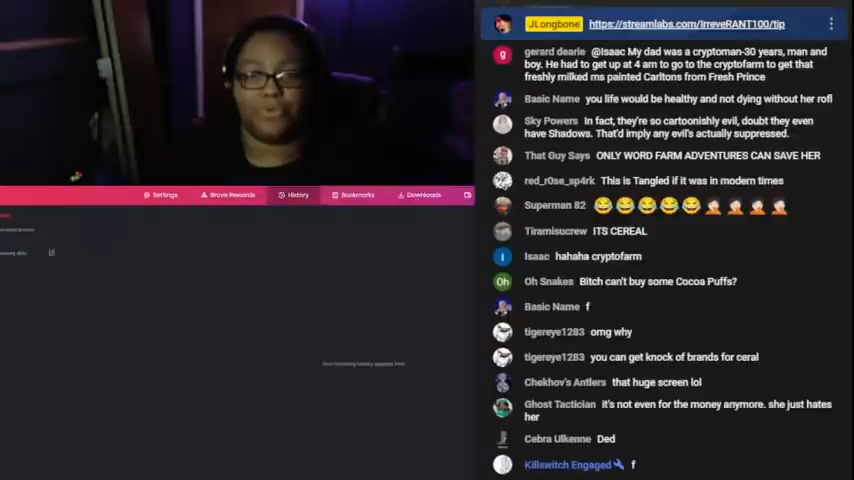 JLongbone https://streamlabs.com/IrreveRANT100/tip
gerard dearie @Isaac My dad was a cryptoman-30 years, man and
boy. He had to get up at 4 am to go to the cryptofarm to get that
freshly milked ms painted Carltons from Fresh Prince
Basic Name you life would be healthy and not dying without her rofl
Sky Powers In fact, they're so cartoonishly evil, doubt they even
have Shadows. That'd imply any evil's actually suppressed.
That Guy Says ONLY WORD FARM ADVENTURES CAN SAVE HER
red_r0se_sp4rk This is Tangled if it was in modern times
Settings Brave Rewards History Bookmarks Downloads
Superman 82 😂😂😂😂😂🤦🏻🤦🏻🤦🏻🤦🏻
Tiramisucrew ITS CEREAL
Isaac hahaha cryptofarm
Oh Snakes Bitch can't buy some Cocoa Puffs?
Basic Name f
tigereye1283 omg why
tigereye1283 you can get knock of brands for ceral
Chekhov's Antlers that huge screen lol
Ghost Tactician it's not even for the money anymore. she just hates
her
Cebra Ulkenne Ded
Killswitch Engaged f